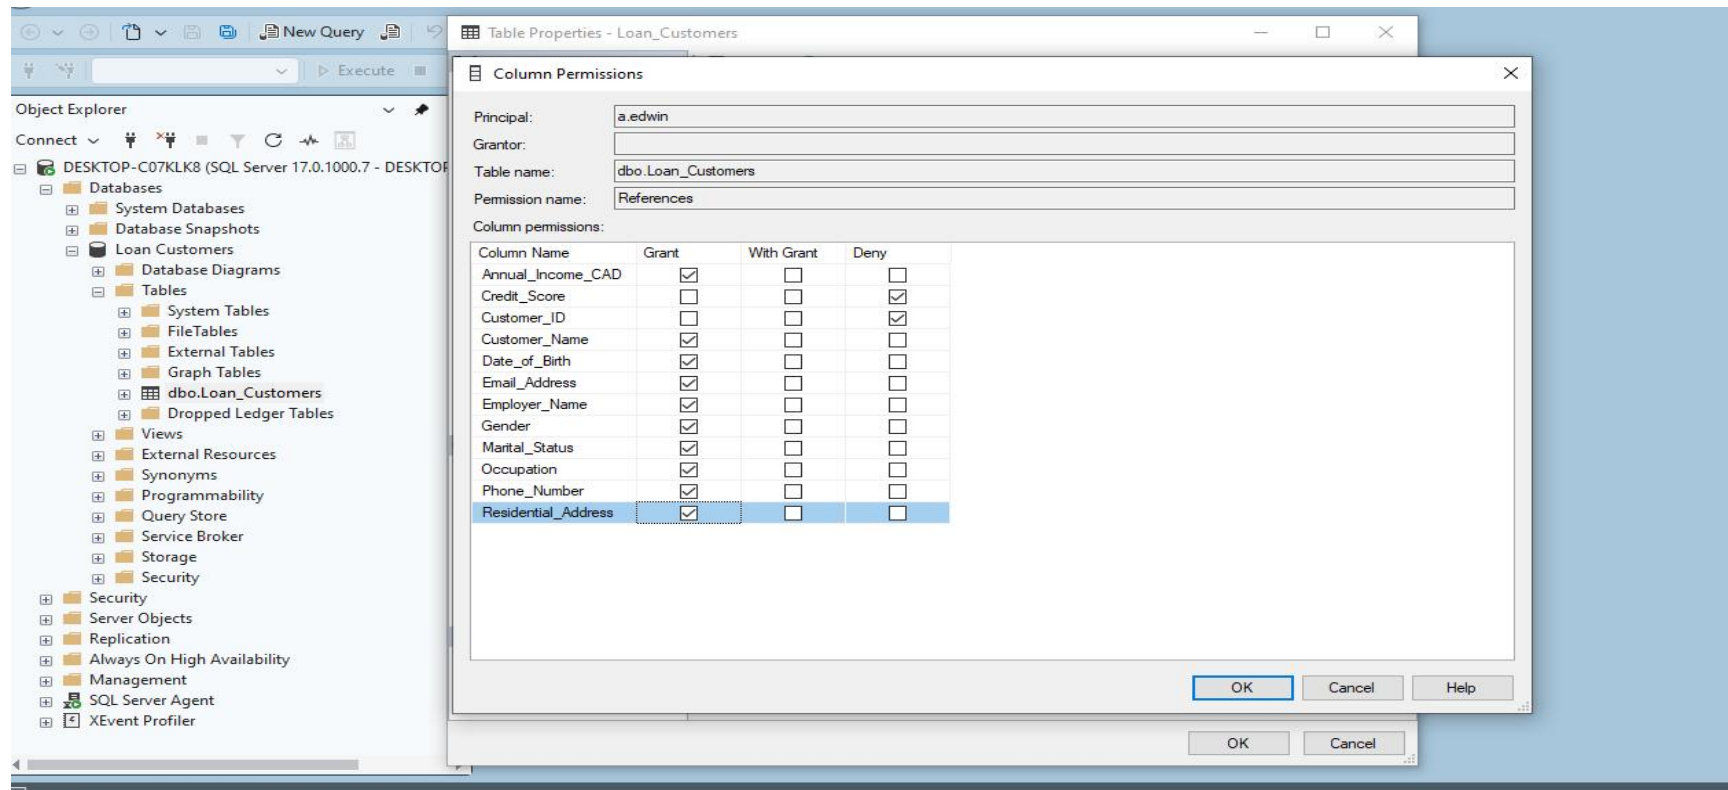 New Query
Table Properties - Loan_Customers
Execute
Column Permissions
Object Explorer
Connect
DESKTOP-C07KLK8 (SQL Server 17.0.1000.7 - DESKTOP
Databases
System Databases
Database Snapshots
Loan Customers
Database Diagrams
Tables
System Tables
FileTables
External Tables
Graph Tables
dbo.Loan_Customers
Dropped Ledger Tables
Views
External Resources
Synonyms
Programmability
Query Store
Service Broker
Storage
Security
Security
Server Objects
Replication
Always On High Availability
Management
SQL Server Agent
XEvent Profiler
Principal: a.edwin
Grantor:
Table name: dbo.Loan_Customers
Permission name: References
Column permissions:
Column Name Grant With Grant Deny
Annual_Income_CAD
Credit_Score
Customer_ID
Customer_Name
Date_of_Birth
Email_Address
Employer_Name
Gender
Marital_Status
Occupation
Phone_Number
Residential_Address
OK Cancel Help
OK Cancel